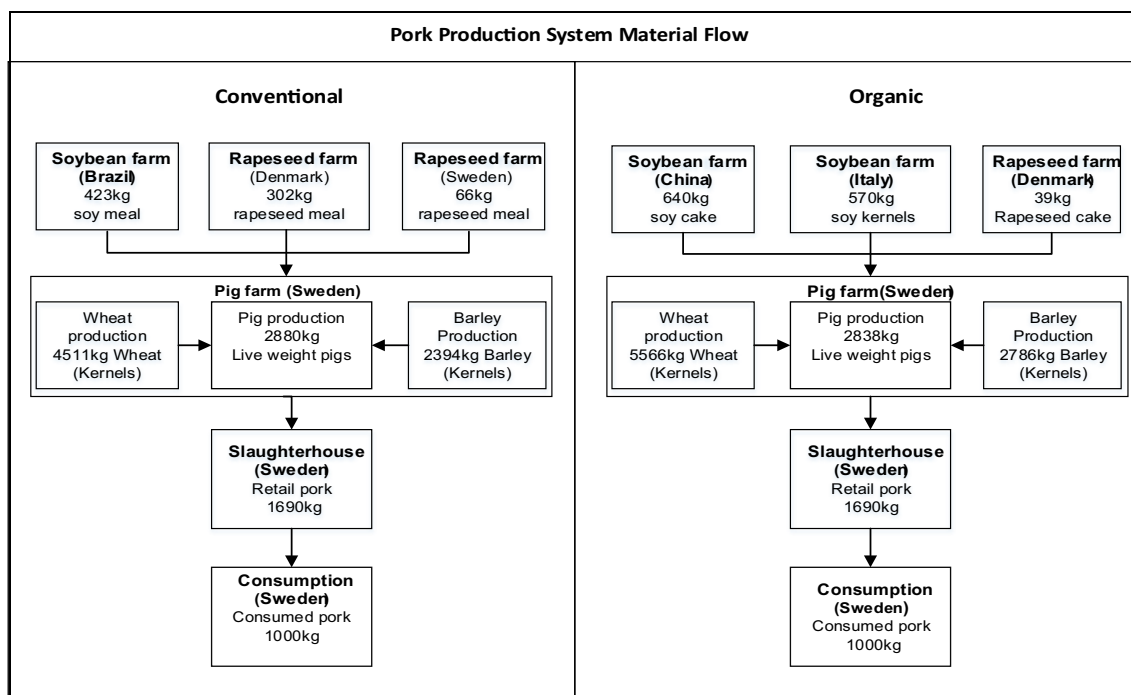 Pork Production System Material Flow
Conventional
Soybean farm
(Brazil)
423kg
soy meal
Rapeseed farm
(Denmark)
302kg
rapeseed meal
Rapeseed farm
(Sweden)
66kg
rapeseed meal
Pig farm (Sweden)
Wheat
production
4511kg Wheat
(Kernels)
Pig production
2880kg
Live weight pigs
Barley
Production
2394kg Barley
(Kernels)
Slaughterhouse
(Sweden)
Retail pork
1690kg
Consumption
(Sweden)
Consumed pork
1000kg
Organic
Soybean farm
(China)
640kg
soy cake
Soybean farm
(Italy)
570kg
soy kernels
Rapeseed farm
(Denmark)
39kg
Rapeseed cake
Pig farm(Sweden)
Wheat
production
5566kg Wheat
(Kernels)
Pig production
2838kg
Live weight pigs
Barley
Production
2786kg Barley
(Kernels)
Slaughterhouse
(Sweden)
Retail pork
1690kg
Consumption
(Sweden)
Consumed pork
1000kg